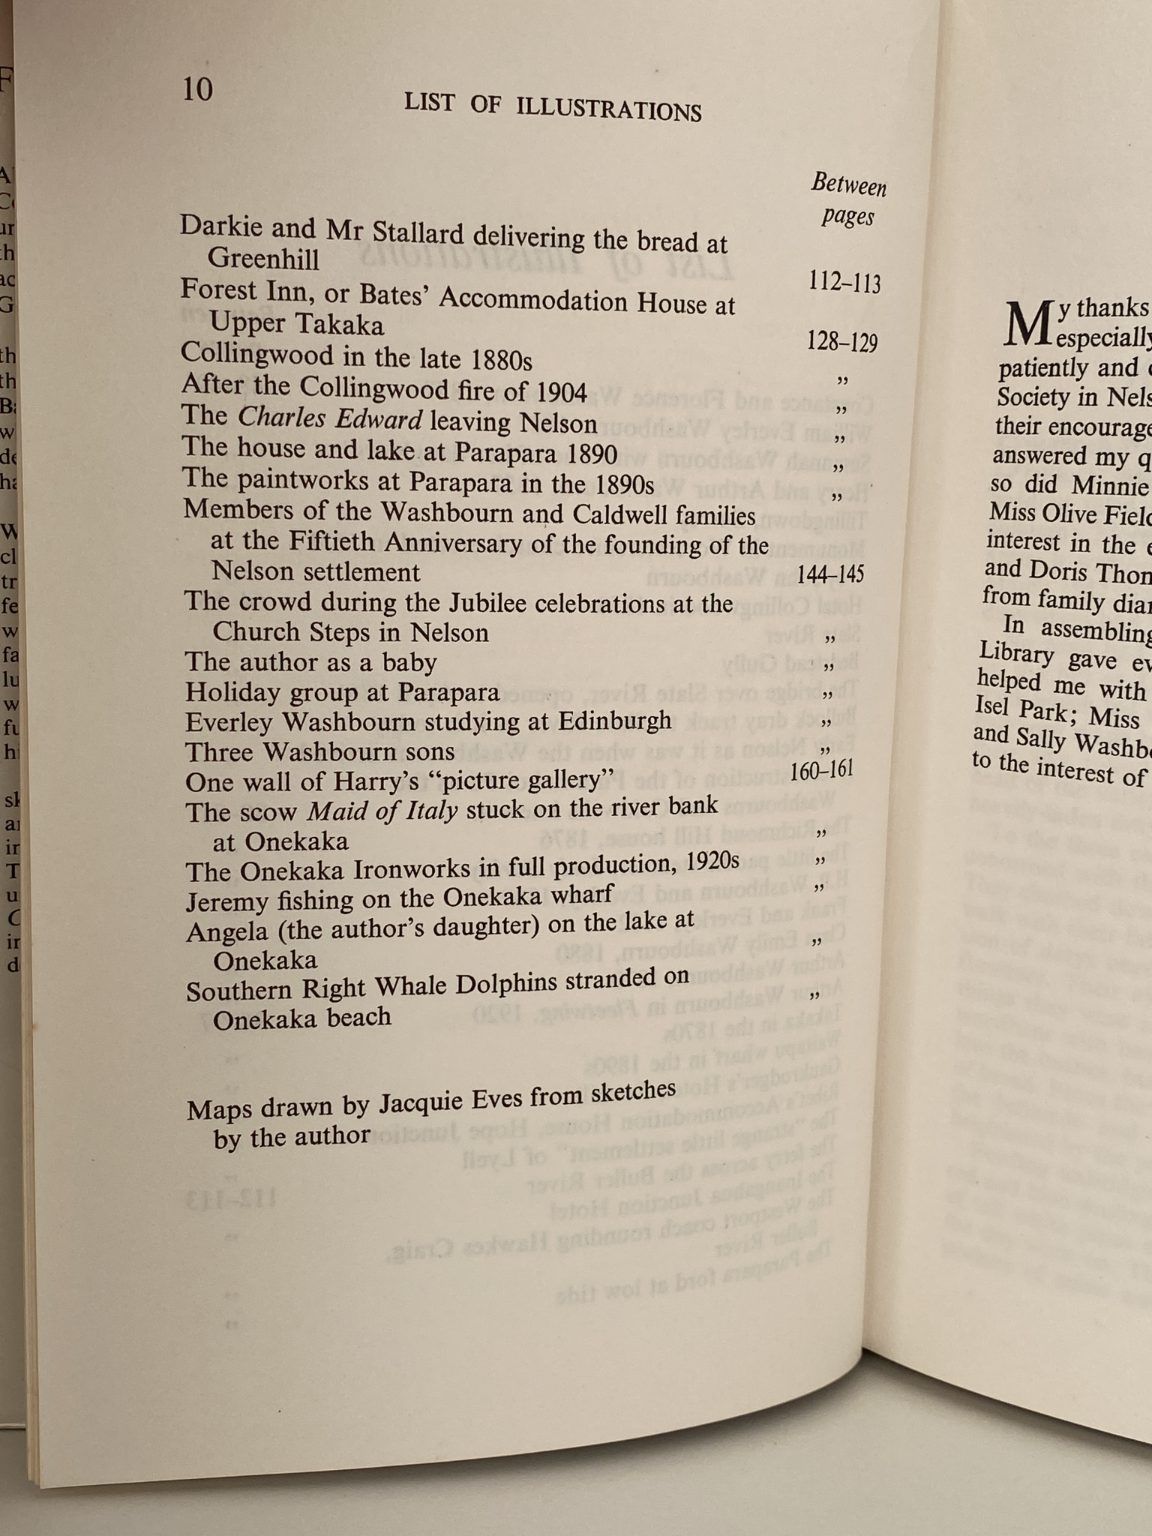 10
LIST OF ILLUSTRATIONS
Between
pages
Darkie and Mr Stallard delivering the bread at
Greenhill 112–113
Forest Inn, or Bates' Accommodation House at
Upper Takaka 128–129
Collingwood in the late 1880s ”
After the Collingwood fire of 1904 ”
The Charles Edward leaving Nelson ”
The house and lake at Parapara 1890 ”
The paintworks at Parapara in the 1890s ”
Members of the Washbourn and Caldwell families
at the Fiftieth Anniversary of the founding of the
Nelson settlement 144–145
The crowd during the Jubilee celebrations at the
Church Steps in Nelson ”
The author as a baby ”
Holiday group at Parapara ”
Everley Washbourn studying at Edinburgh ”
Three Washbourn sons ”
One wall of Harry's “picture gallery” 160–161
The scow Maid of Italy stuck on the river bank
at Onekaka ”
The Onekaka Ironworks in full production, 1920s ”
Jeremy fishing on the Onekaka wharf ”
Angela (the author's daughter) on the lake at
Onekaka ”
Southern Right Whale Dolphins stranded on
Onekaka beach ”
Maps drawn by Jacquie Eves from sketches
by the author
My thanks
especially
patiently and
Society in
their
answered my
so did Minnie
Miss Olive
interest in the
and Doris
from family
In assembling
Library gave
helped me with
Isel Park; Miss
and Sally
to the interest of